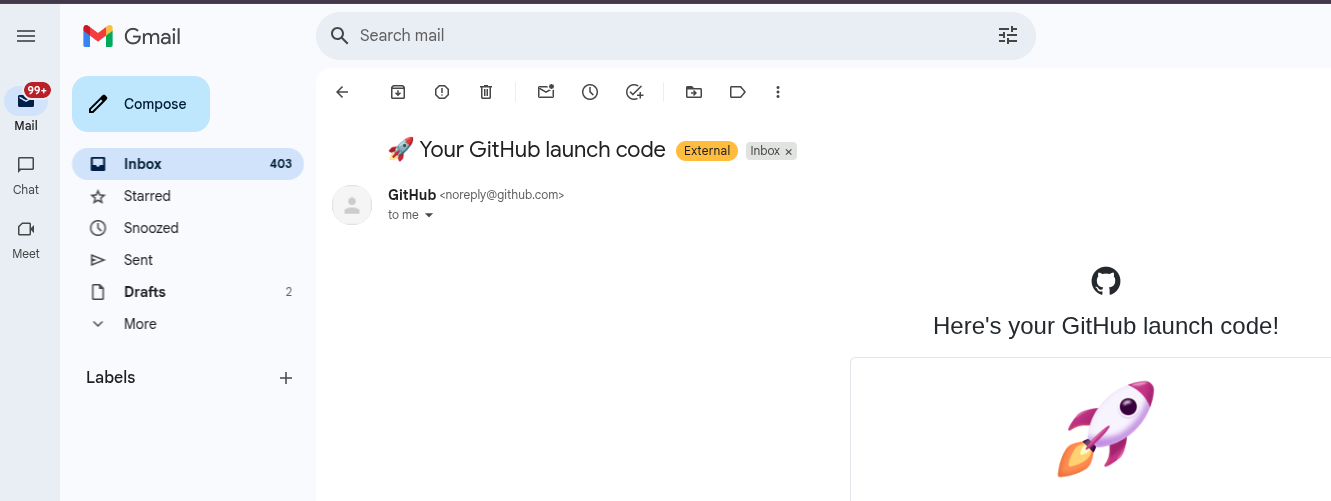 Gmail
Search mail
99+
Mail
Chat
Meet
Compose
Inbox 403
Starred
Snoozed
Sent
Drafts 2
More
Labels
🚀 Your GitHub launch code External Inbox ×
GitHub <noreply@github.com>
to me
Here's your GitHub launch code!